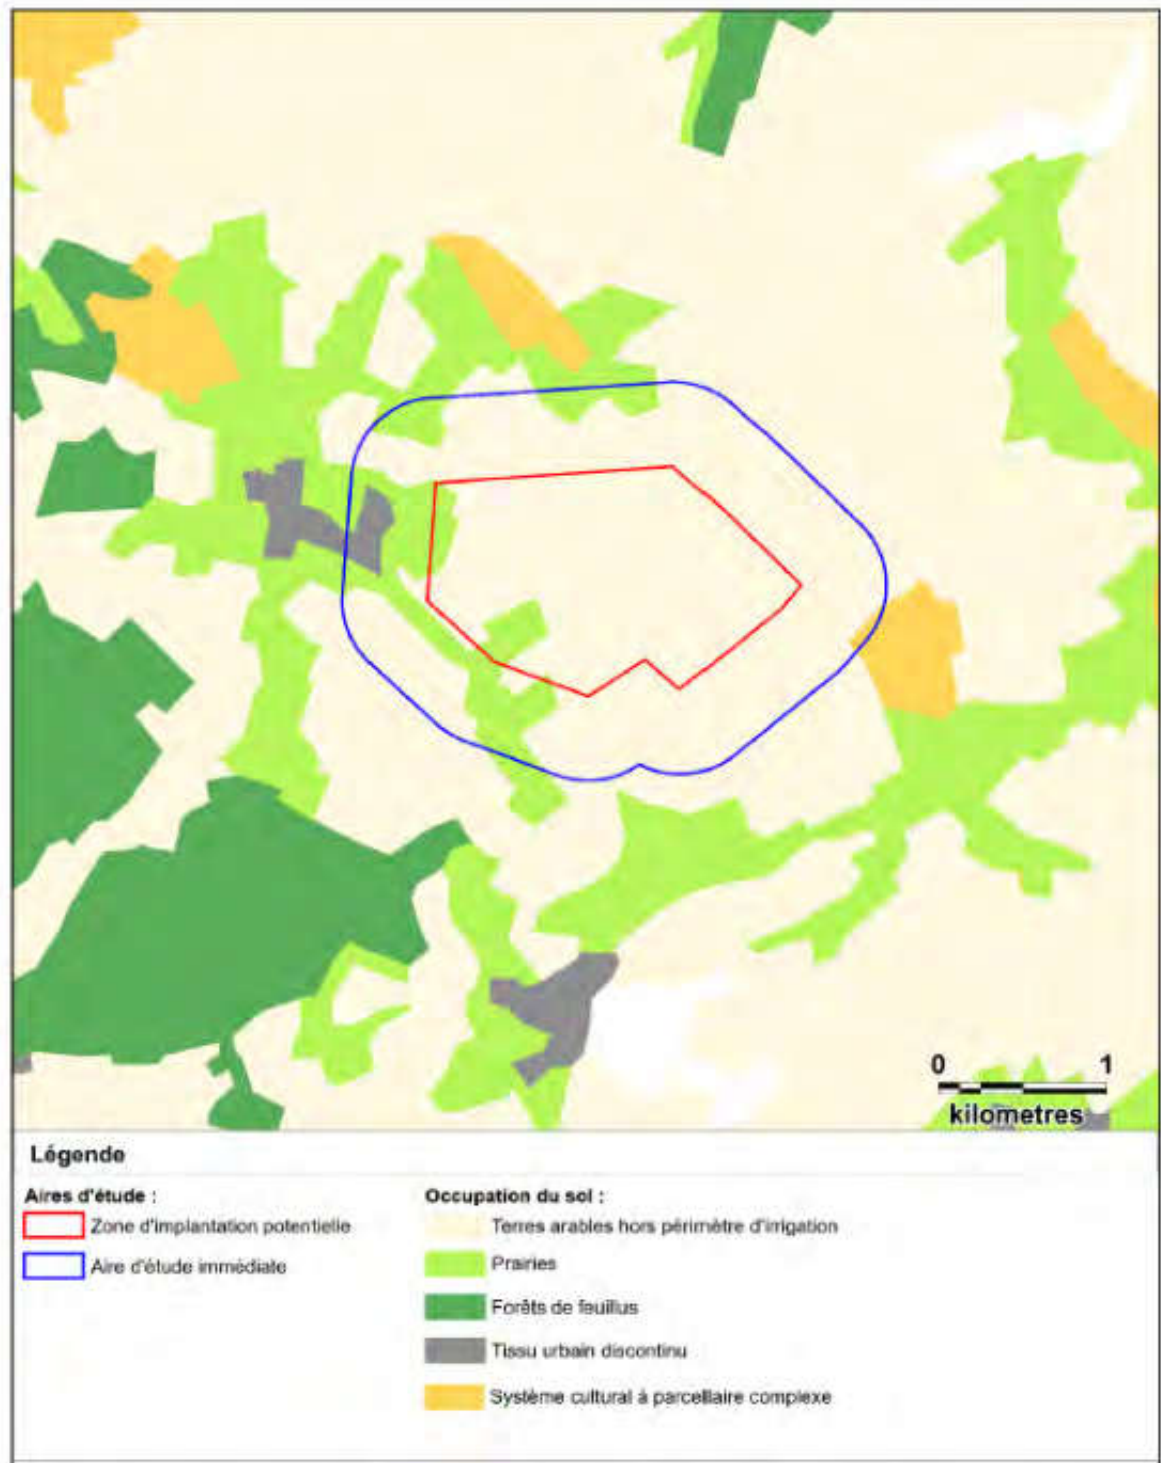 0 1
kilometres
Légende
Aires d'étude :
Zone d'implantation potentielle
Aire d'étude immédiate
Occupation du sol :
Terres arables hors périmètre d'irrigation
Prairies
Forêts de feuillus
Tissu urbain discontinu
Système cultural à parcellaire complexe